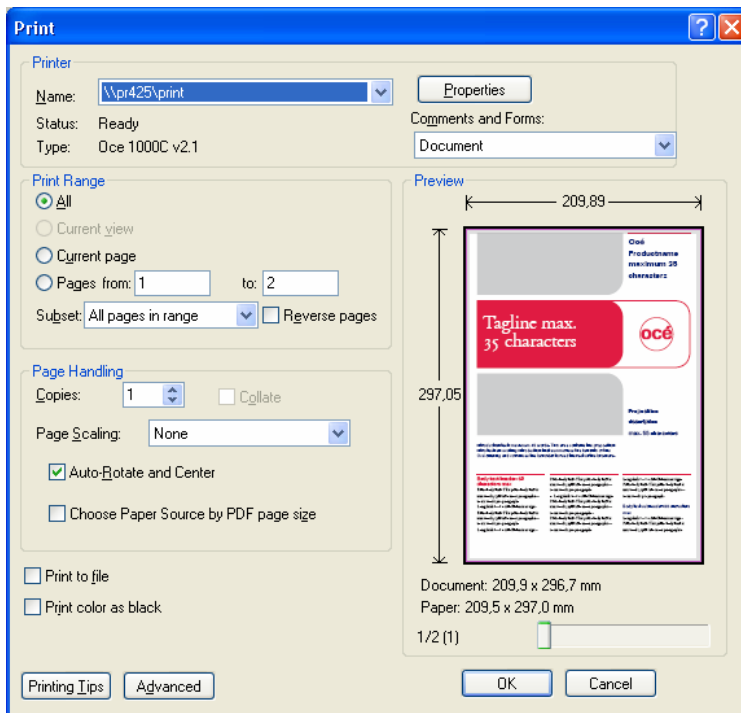 Print
Printer
Name: \\pr425\print
Properties
Status: Ready
Comments and Forms:
Type: Oce 1000C v2.1
Document
Print Range
All
Current view
Current page
Pages from: 1 to: 2
Subset: All pages in range
Reverse pages
Page Handling
Copies: 1
Collate
Page Scaling: None
Auto-Rotate and Center
Choose Paper Source by PDF page size
Print to file
Print color as black
Printing Tips
Advanced
Preview
209,89
297,05
Océ
Productname
maximum 35
characters
Tagline max.
35 characters
océ
max. 35 characters
Document: 209,9 x 296,7 mm
Paper: 209,5 x 297,0 mm
1/2 (1)
OK
Cancel